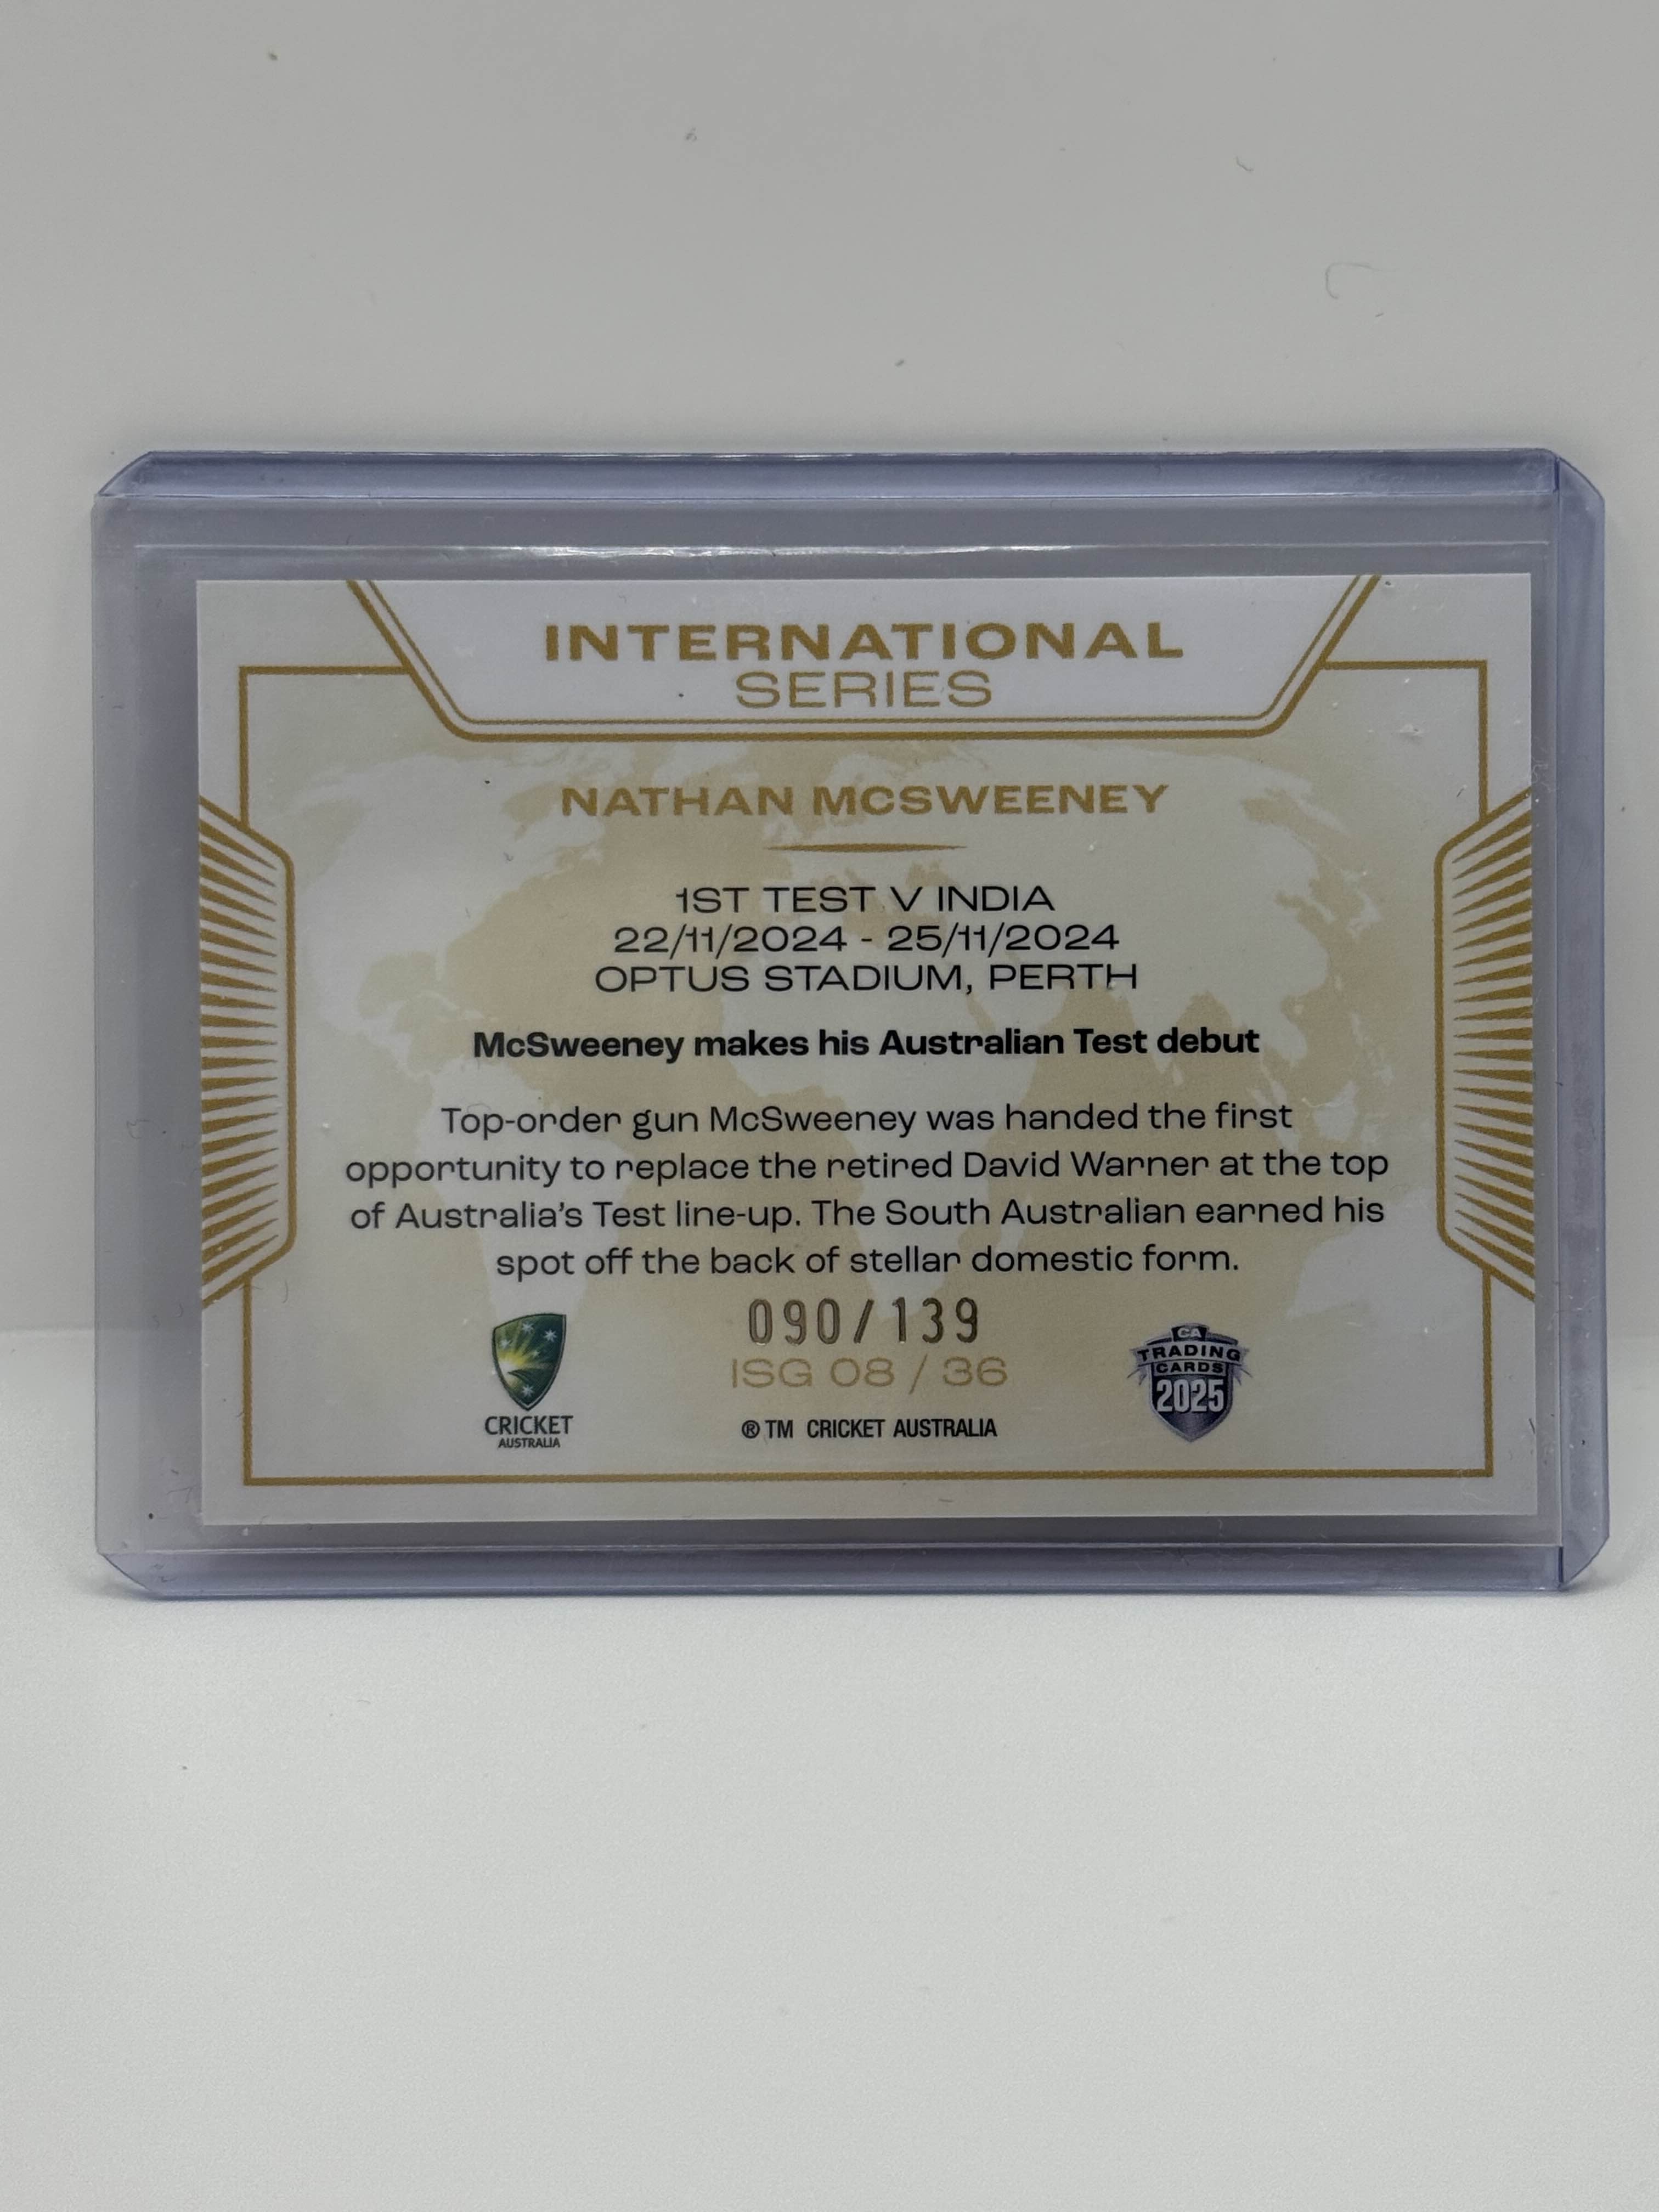 INTERNATIONAL
SERIES
NATHAN MCSWEENEY
1ST TEST V INDIA
22/11/2024 - 25/11/2024
OPTUS STADIUM, PERTH
McSweeney makes his Australian Test debut
Top-order gun McSweeney was handed the first
opportunity to replace the retired David Warner at the top
of Australia's Test line-up. The South Australian earned his
spot off the back of stellar domestic form.
090/139
ISG 08 / 36
®TM CRICKET AUSTRALIA
CRICKET
AUSTRALIA
CA
TRADING
CARDS
2025